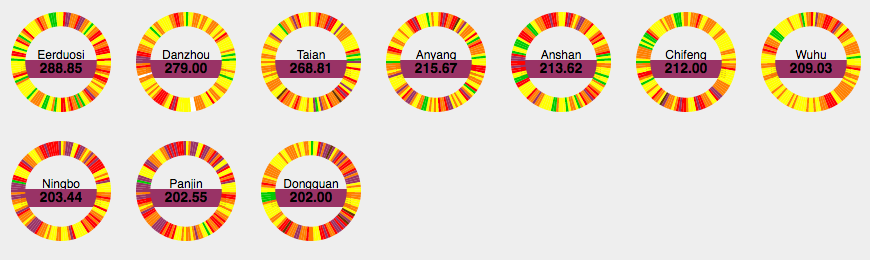 Eerduosi
288.85
Danzhou
279.00
Taian
268.81
Anyang
215.67
Anshan
213.62
Chifeng
212.00
Wuhu
209.03
Ningbo
203.44
Panjin
202.55
Dongguan
202.00